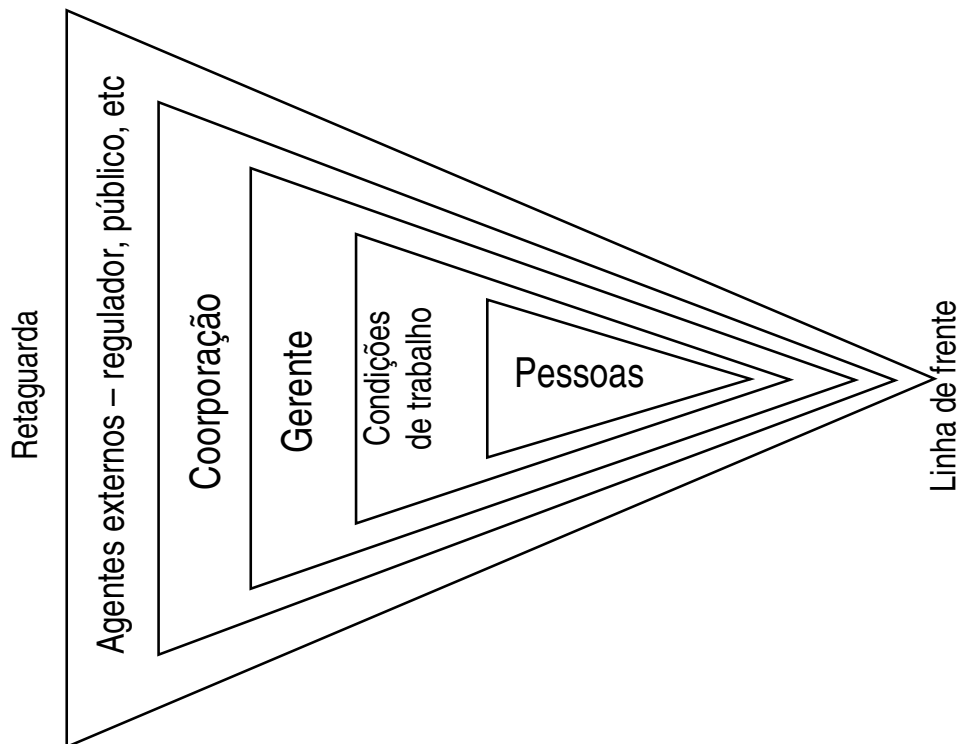 Retaguarda
Agentes externos – regulador, público, etc
Coorporação
Gerente
Condições
de trabalho
Pessoas
Linha de frente